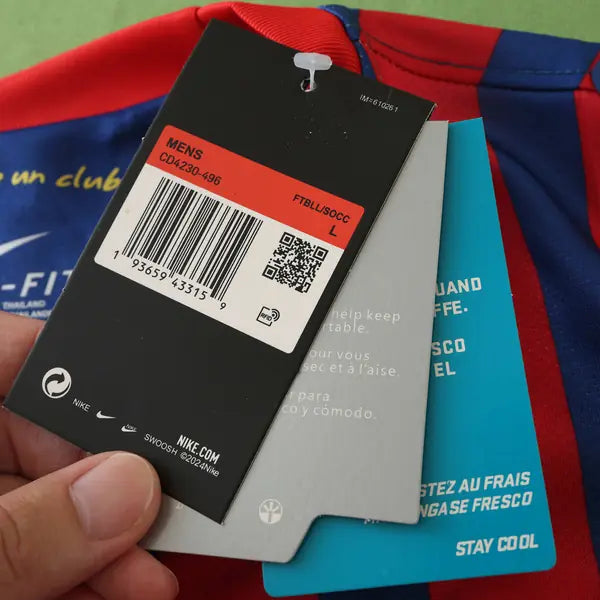 IM=610261
MENS
CD4230-496
FTBLL/SOCC
L
1 93659 43315 9
RFID
NIKE
SWOOSH ©2024Nike
NIKE.COM
un club
-FIT
THAILAND
help keep
our vous
sec et à l'aise.
para
co y cómodo.
UAND
FFE.
SCO
EL
STEZ AU FRAIS
NGASE FRESCO
STAY COOL